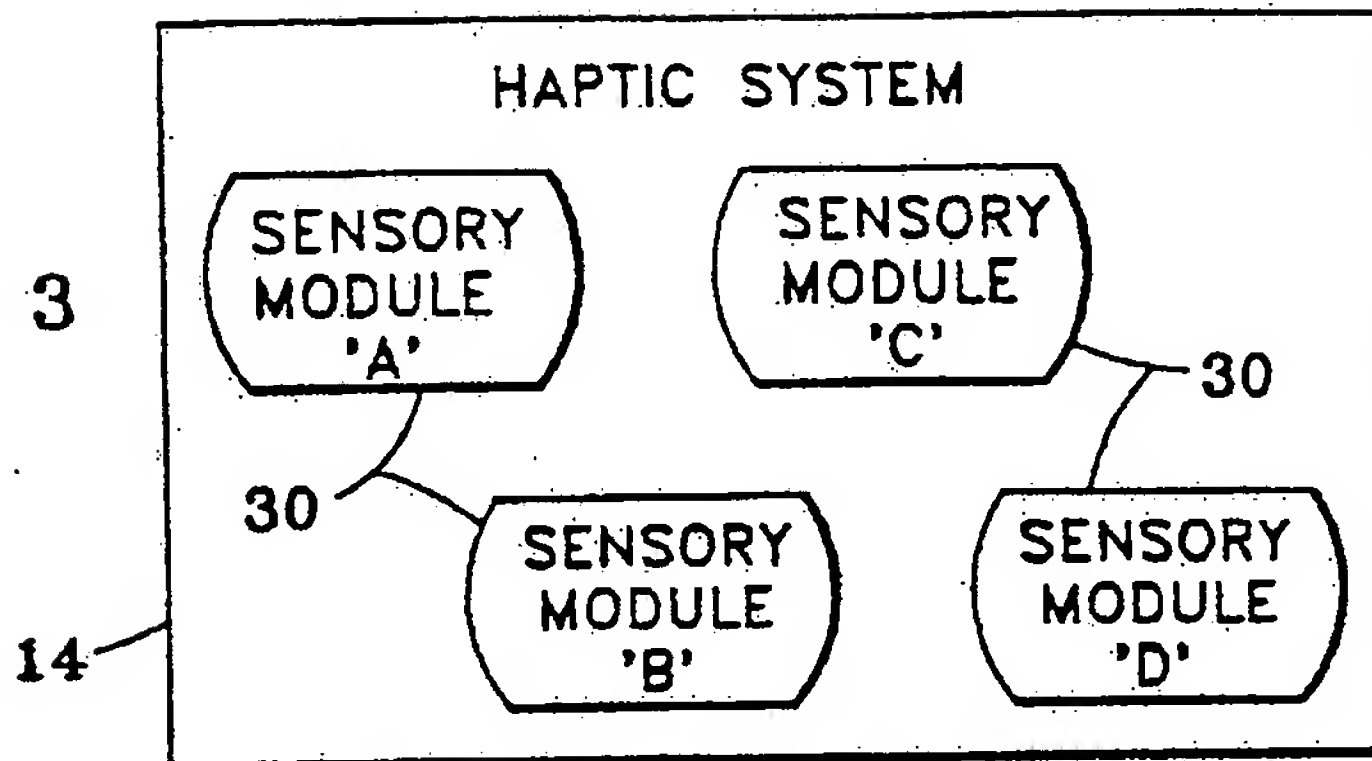 HAPTIC SYSTEM
SENSORY
MODULE
'A'
SENSORY
MODULE
'C'
3
30
30
SENSORY
MODULE
'B'
SENSORY
MODULE
'D'
14